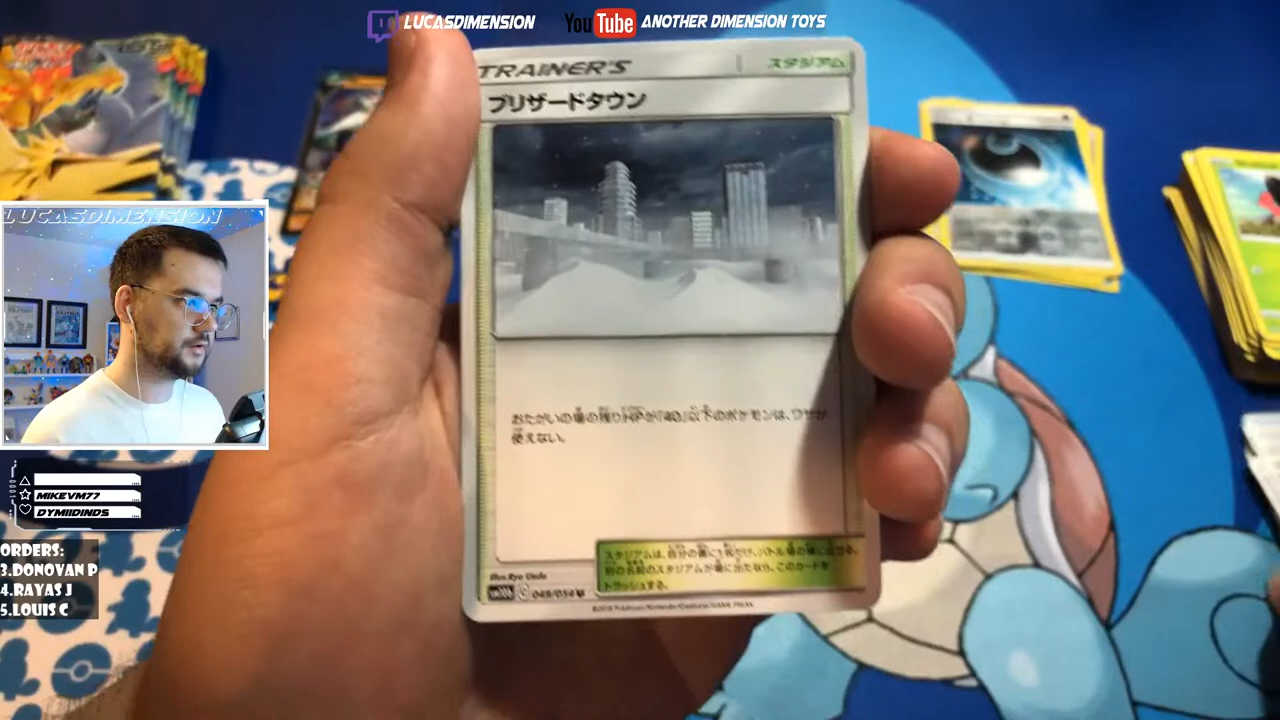 LUCASDIMENSION
YouTube ANOTHER DIMENSION TOYS
TRAINER'S
スタジアム
ブリザードタウン
おたがいの場の残りHPが「40」以下のポケモンは、ワザが
使えない。
スタジアムは、自分の番に1枚だけ、バトル場の横に出せる。
別の名前のスタジアムが場に出たなら、このカードを
トラッシュする。
Illus. Ryo Ueda
C 049/054 U
LUCASDIMENSION
MIKEVM77
DYMIIDINDS
ORDERS:
3.DONOVAN P
4.RAYAS J
5.LOUIS C